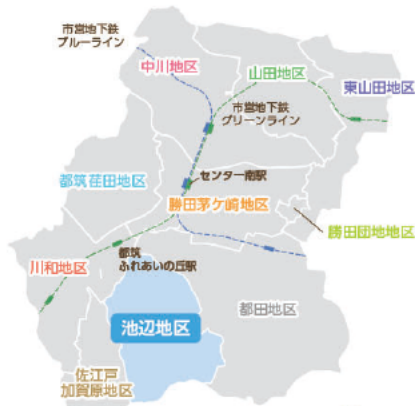 市営地下鉄
ブルーライン
中川地区
山田地区
東山田地区
市営地下鉄
グリーンライン
都筑荏田地区
センター南駅
勝田茅ケ崎地区
勝田団地地区
川和地区
都筑
ふれあいの丘駅
都田地区
池辺地区
佐江戸
加賀原地区